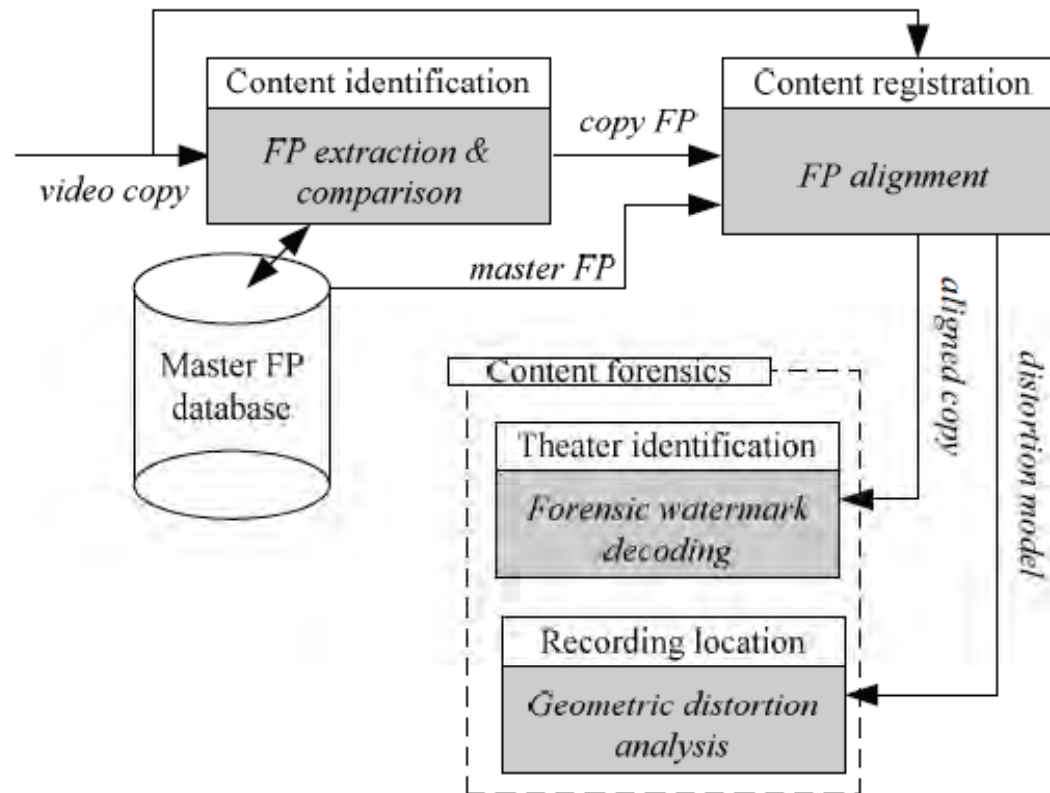 Content identification
FP extraction &
comparison
video copy
copy FP
Content registration
FP alignment
master FP
Master FP
database
aligned copy
distortion model
Content forensics
Theater identification
Forensic watermark
decoding
Recording location
Geometric distortion
analysis